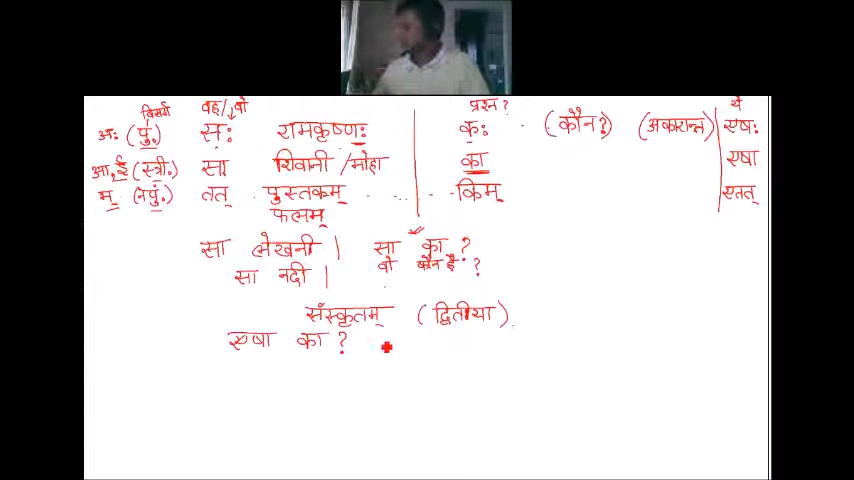 विसर्ग वह/वो प्रश्न? ये
अः (पुं.) सः रामकृष्णः कः (कौन?) (अकारान्त) एषः
आ,ई (स्त्री.) सा शिवानी/मोहा का एषा
म् (नपुं.) तत् पुस्तकम् किम् एतत्
फलम्
सा लेखनी | सा का?
सा नदी | वो कौन है?
संस्कृतम् (द्वितीया)
एषा का?